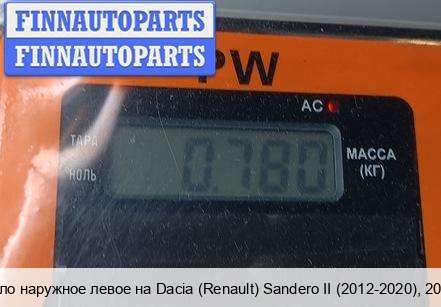 FINNAUTOPARTS
FINNAUTOPARTS
PW
AC
ТАРА
НОЛЬ
0.780
МАССА
(КГ)
ло наружное левое на Dacia (Renault) Sandero II (2012-2020), 20